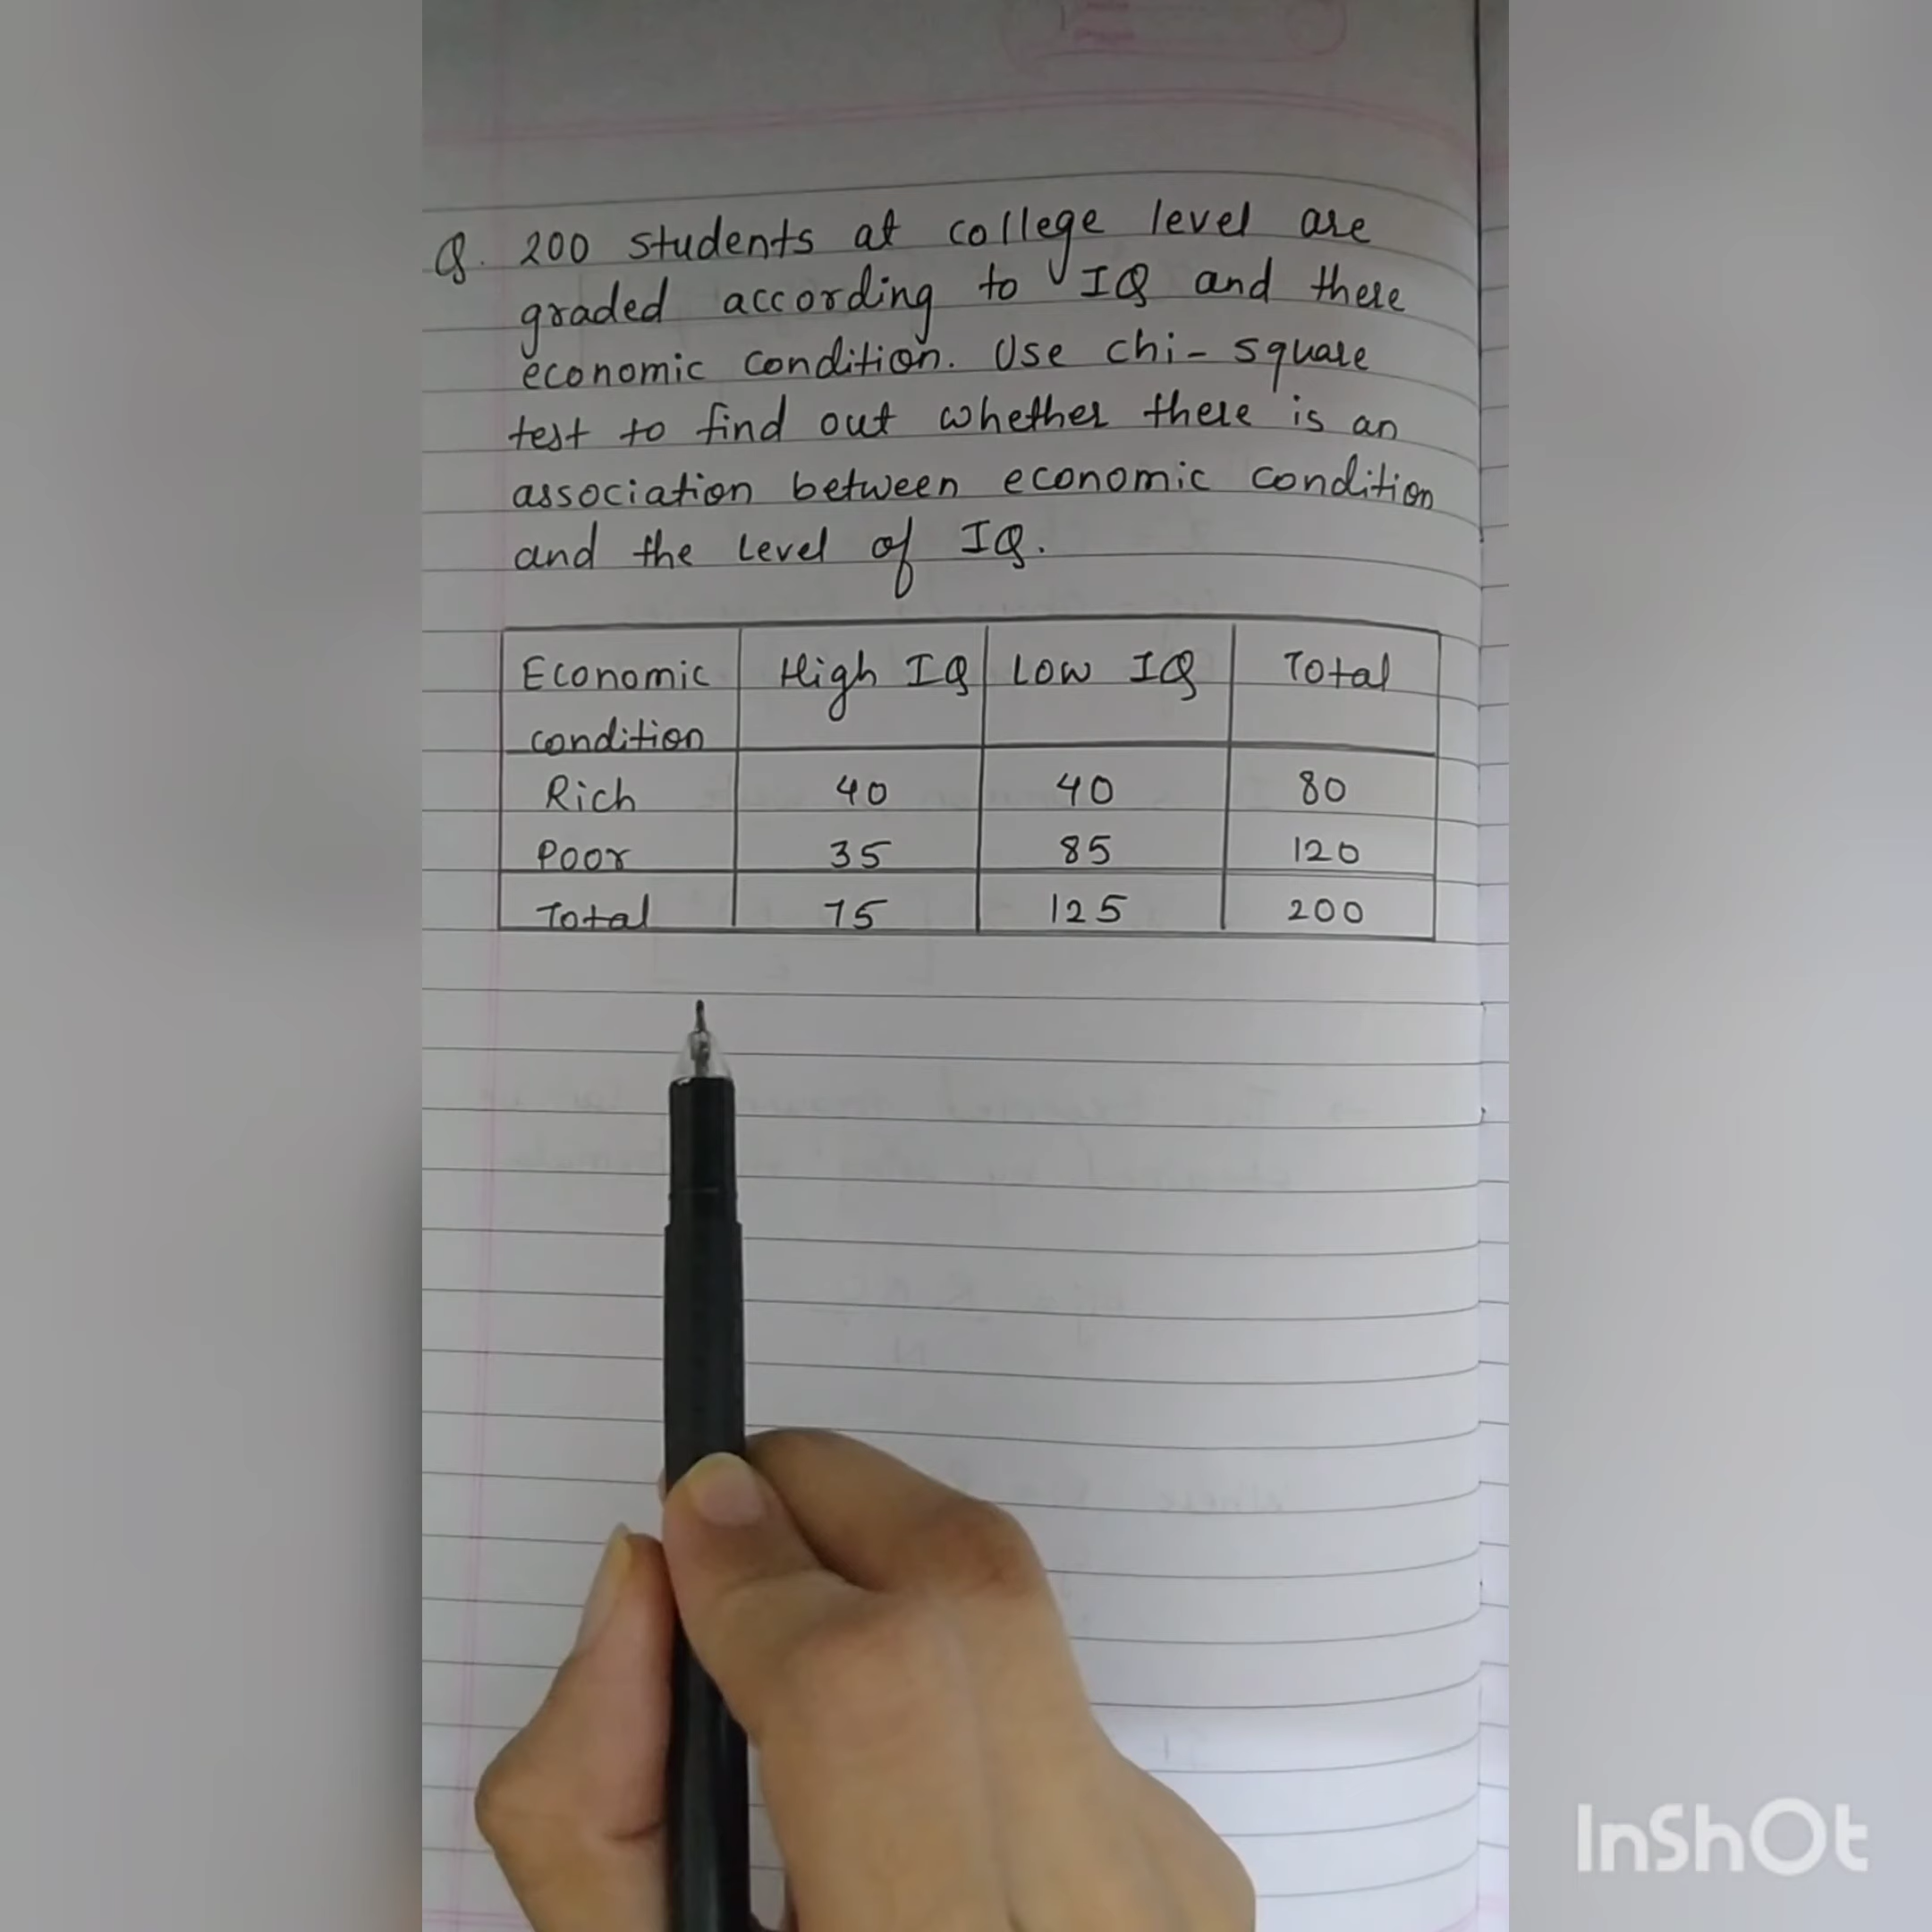 Q. 200 students at college level are
graded according to IQ and there
economic condition. Use chi-square
test to find out whether there is an
association between economic condition
and the level of IQ.
Economic condition High IQ Low IQ Total
Rich 40 40 80
Poor 35 85 120
Total 75 125 200
InShOt